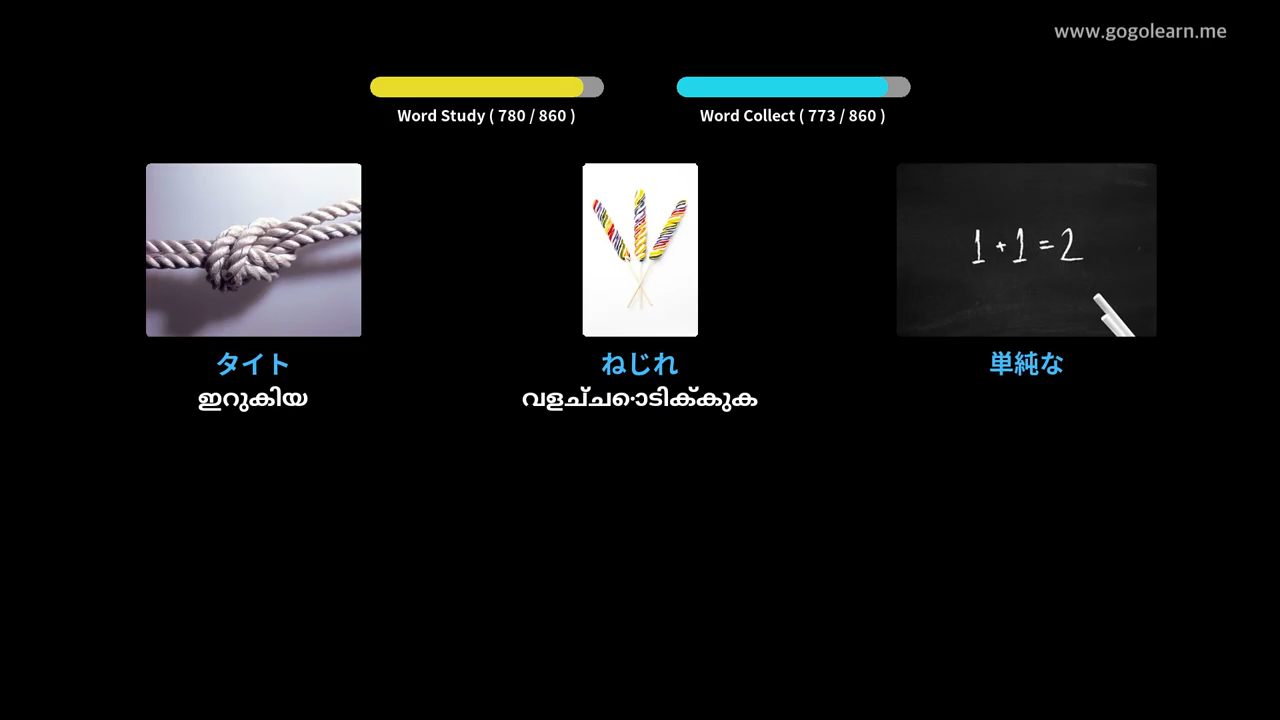 www.gogolearn.me
Word Study ( 780 / 860 )
Word Collect ( 773 / 860 )
1 + 1 = 2
タイト
ねじれ
単純な
ഇറുകിയ
വളച്ചൊടിക്കുക